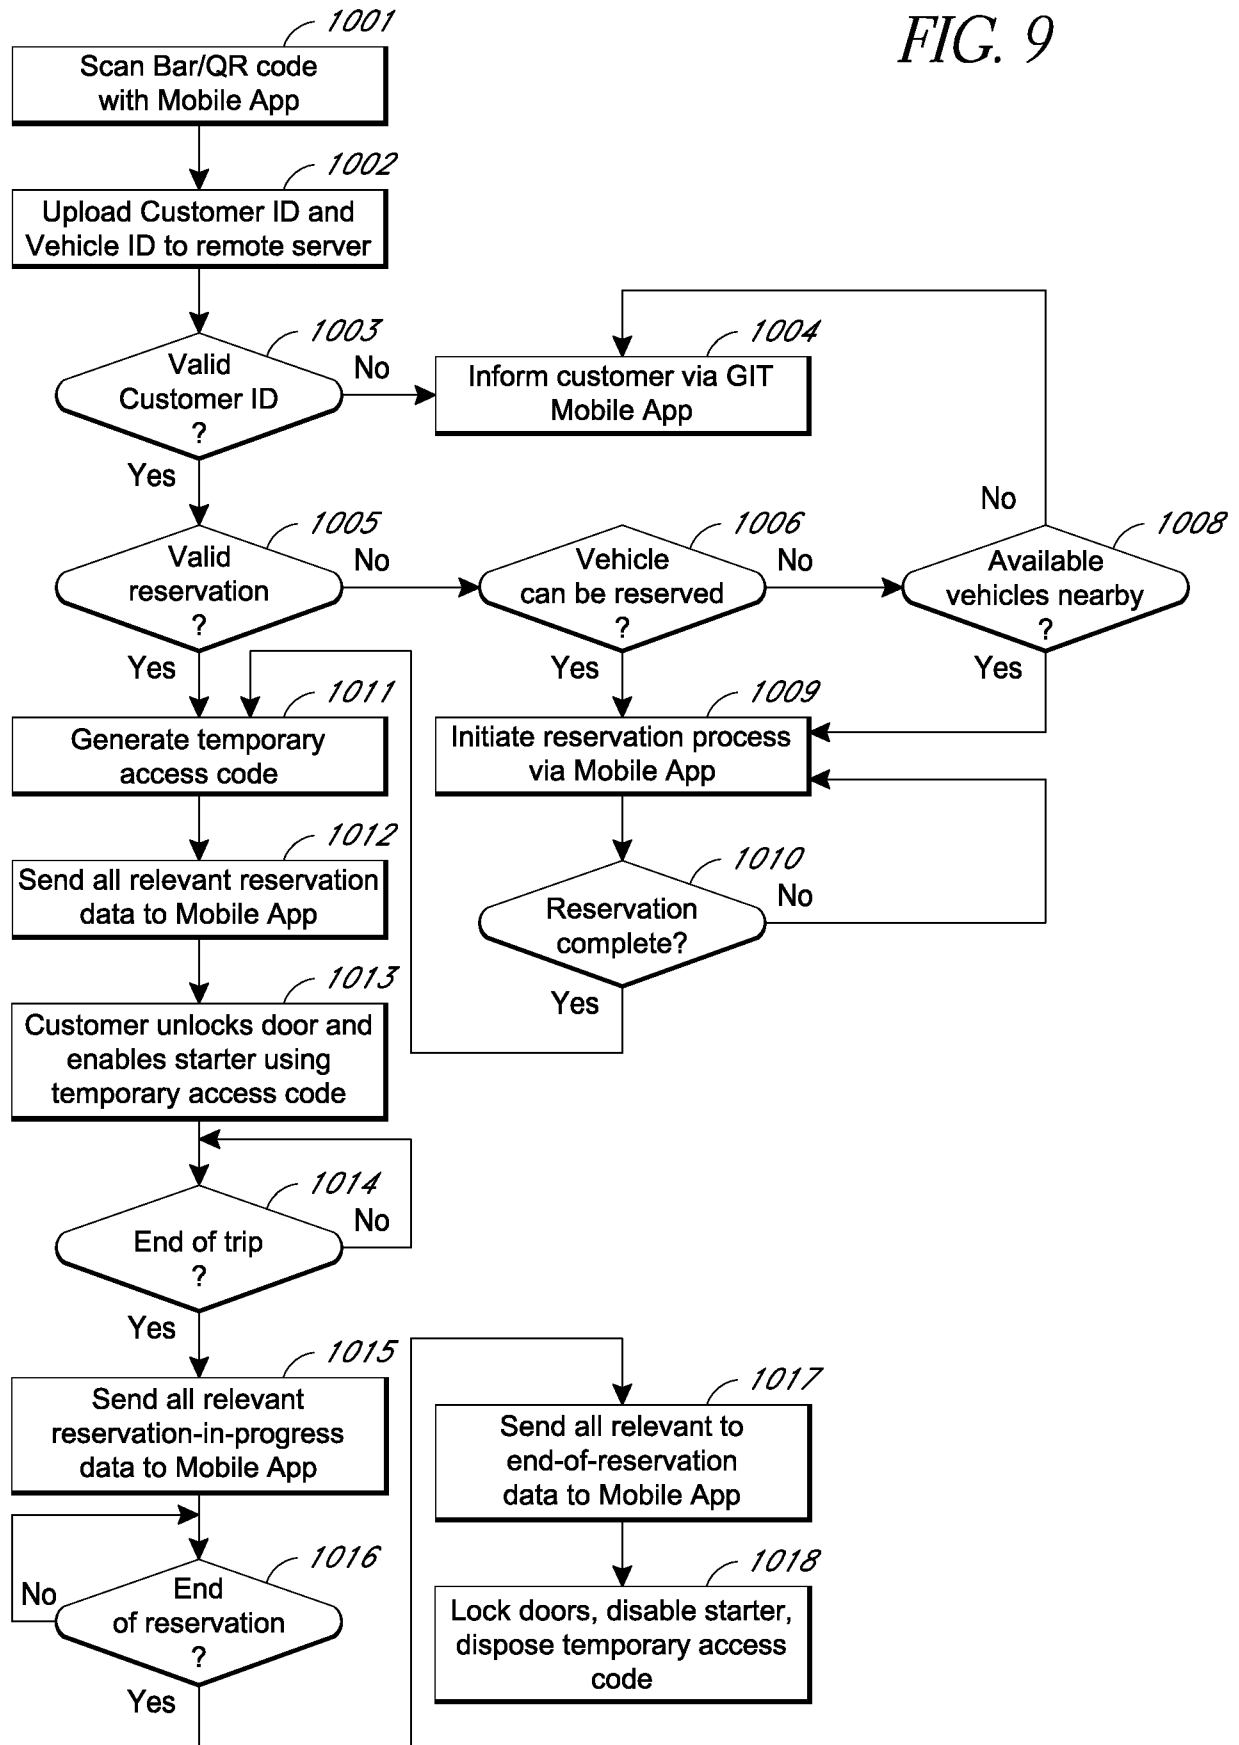 FIG. 9
1001
Scan Bar/QR code
with Mobile App
1002
Upload Customer ID and
Vehicle ID to remote server
1003
Valid
Customer ID
?
No
Yes
1004
Inform customer via GIT
Mobile App
1005
Valid
reservation
?
No
Yes
1006
Vehicle
can be reserved
?
No
Yes
1008
No
Available
vehicles nearby
?
Yes
1011
Generate temporary
access code
1009
Initiate reservation process
via Mobile App
1012
Send all relevant reservation
data to Mobile App
1010
Reservation
complete?
No
Yes
1013
Customer unlocks door and
enables starter using
temporary access code
1014
End of trip
?
No
Yes
1015
Send all relevant
reservation-in-progress
data to Mobile App
1016
End
of reservation
?
No
Yes
1017
Send all relevant to
end-of-reservation
data to Mobile App
1018
Lock doors, disable starter,
dispose temporary access
code